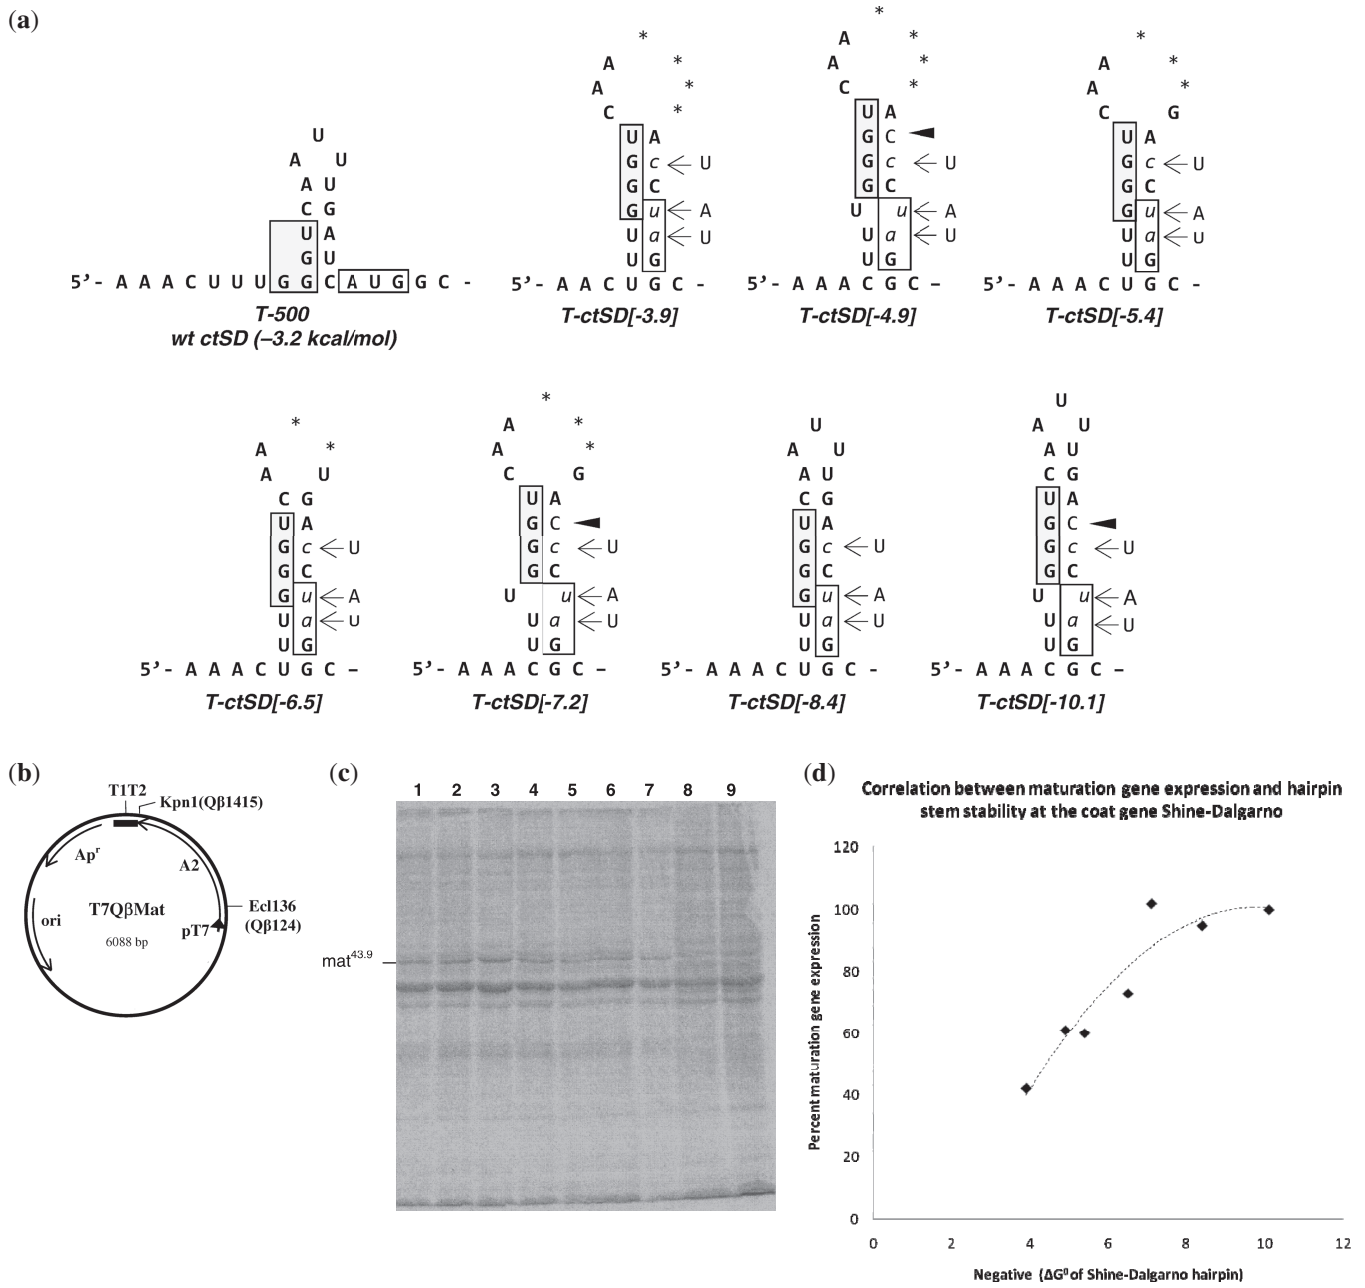 (a)
U
A U
A U
C G
U A
G U
5’- A A A C U U U G G C A U G G C -
T-500
wt ctSD (–3.2 kcal/mol)
*
A *
A *
C *
U A
G c U
G C
G u A
U a U
U G
5’- A A C U G C -
T-ctSD[-3.9]
*
A *
A *
C *
U A
G C
G c U
G C
U u A
U a U
U G
5’- A A A C G C –
T-ctSD[-4.9]
*
A *
A *
C G
U A
G c U
G C
G u A
U a U
U G
5’- A A A C U G C -
T-ctSD[-5.4]
*
A *
A U
C G
U A
G c U
G C
G u A
U a U
U G
5’- A A A C U G C –
T-ctSD[-6.5]
*
A *
A *
C G
U A
G C
G c U
G C
U u A
U a U
U G
5’- A A A C G C –
T-ctSD[-7.2]
U
A U
A U
C G
U A
G c U
G C
G u A
U a U
U G
5’- A A A C U G C -
T-ctSD[-8.4]
U
A U
A U
C G
U A
G C
G c U
G C
U u A
U a U
U G
5’- A A A C G C –
T-ctSD[-10.1]
(b)
T1T2
Kpn1(Qβ1415)
Apʳ
A2
ori
T7QβMat
6088 bp
pT7
Ecl136
(Qβ124)
(c)
1 2 3 4 5 6 7 8 9
mat⁴³·⁹
(d)
Correlation between maturation gene expression and hairpin
stem stability at the coat gene Shine-Dalgarno
Percent maturation gene expression
120
100
80
60
40
20
0
0 2 4 6 8 10 12
Negative (ΔG⁰ of Shine-Dalgarno hairpin)